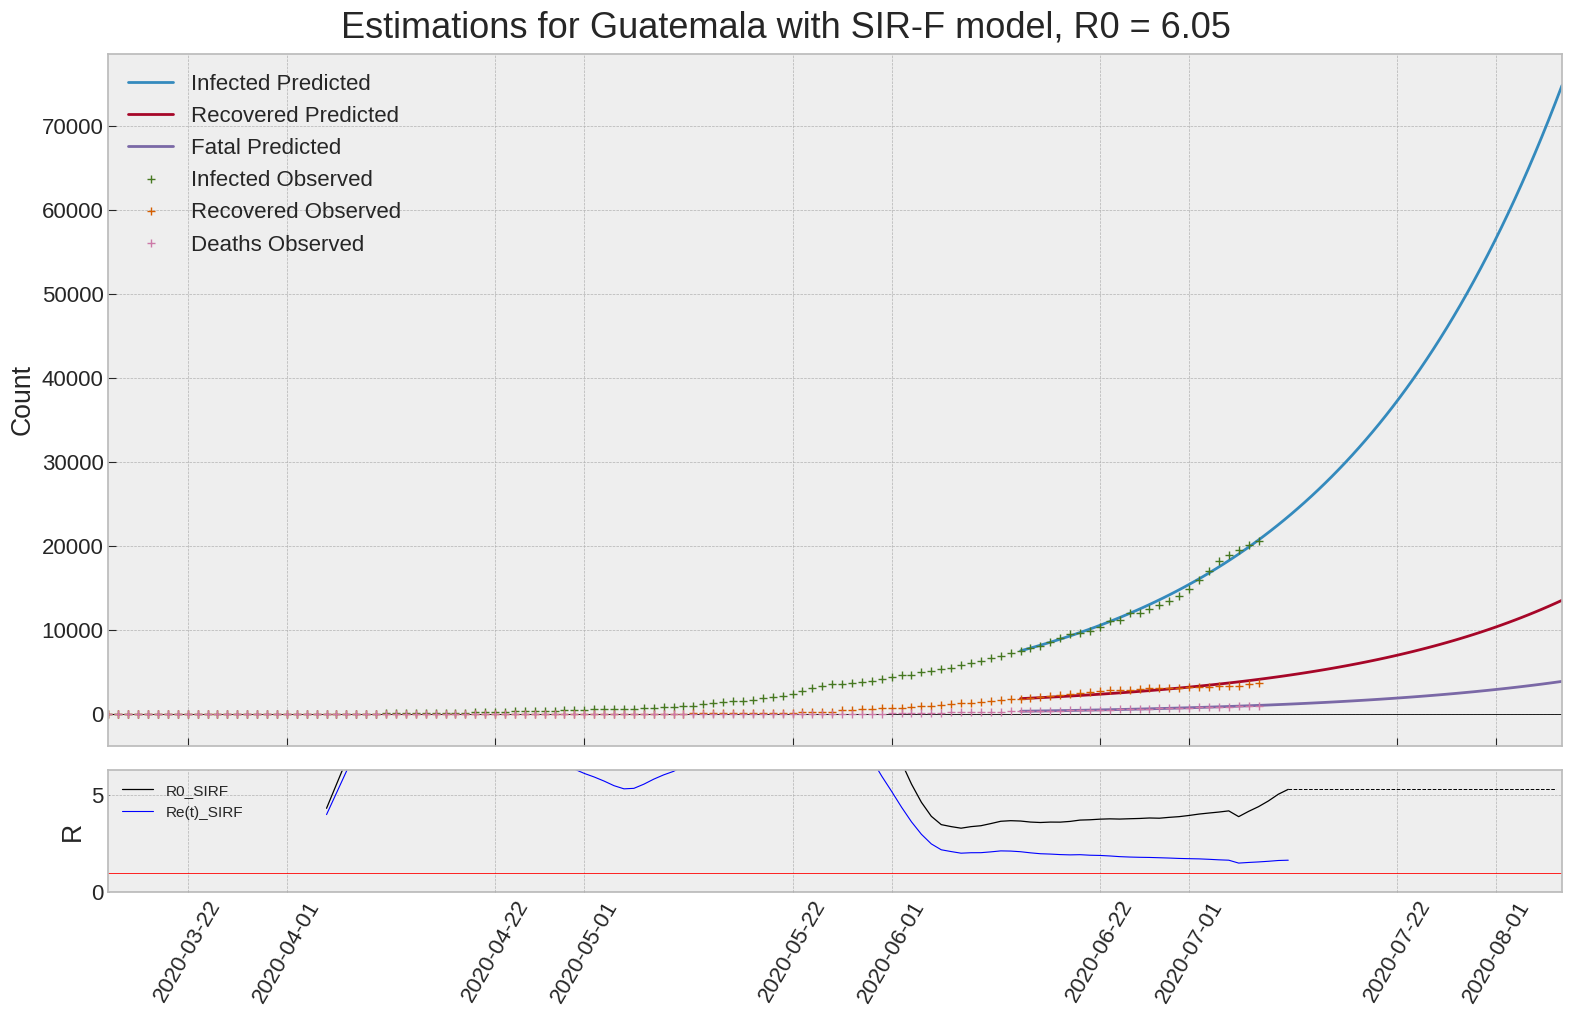 Estimations for Guatemala with SIR-F model, R0 = 6.05
Infected Predicted
Recovered Predicted
Fatal Predicted
Infected Observed
Recovered Observed
Deaths Observed
Count
70000
60000
50000
40000
30000
20000
10000
0
R0_SIRF
Re(t)_SIRF
R
5
0
2020-03-22
2020-04-01
2020-04-22
2020-05-01
2020-05-22
2020-06-01
2020-06-22
2020-07-01
2020-07-22
2020-08-01